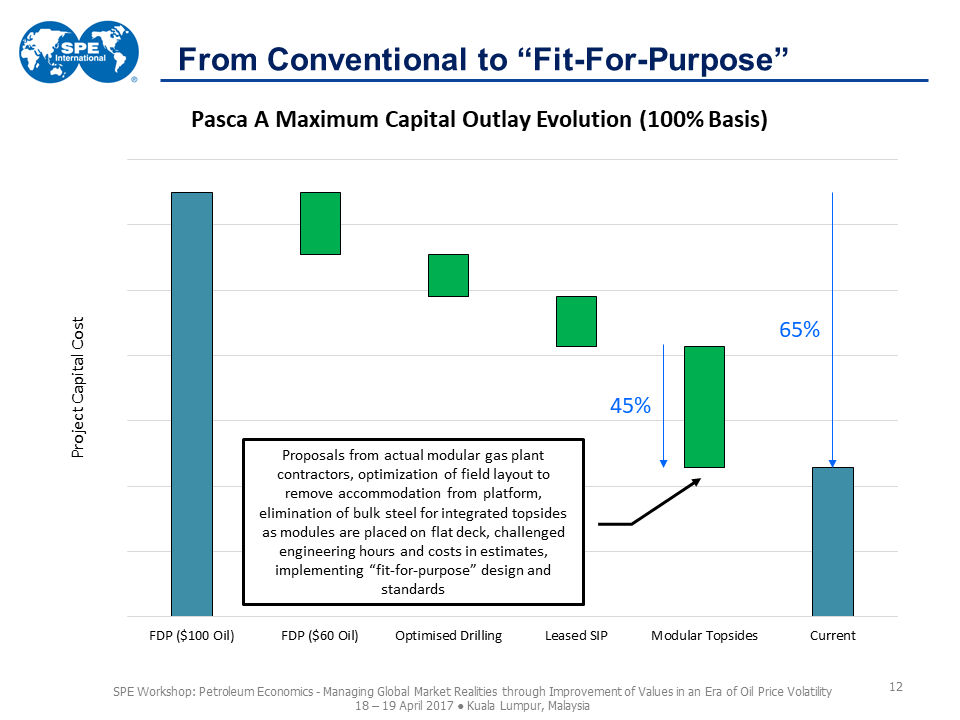 SPE
International
®
From Conventional to “Fit-For-Purpose”
Pasca A Maximum Capital Outlay Evolution (100% Basis)
Project Capital Cost
65%
45%
Proposals from actual modular gas plant
contractors, optimization of field layout to
remove accommodation from platform,
elimination of bulk steel for integrated topsides
as modules are placed on flat deck, challenged
engineering hours and costs in estimates,
implementing “fit-for-purpose” design and
standards
FDP ($100 Oil)
FDP ($60 Oil)
Optimised Drilling
Leased SIP
Modular Topsides
Current
SPE Workshop: Petroleum Economics - Managing Global Market Realities through Improvement of Values in an Era of Oil Price Volatility
18 – 19 April 2017 ● Kuala Lumpur, Malaysia
12